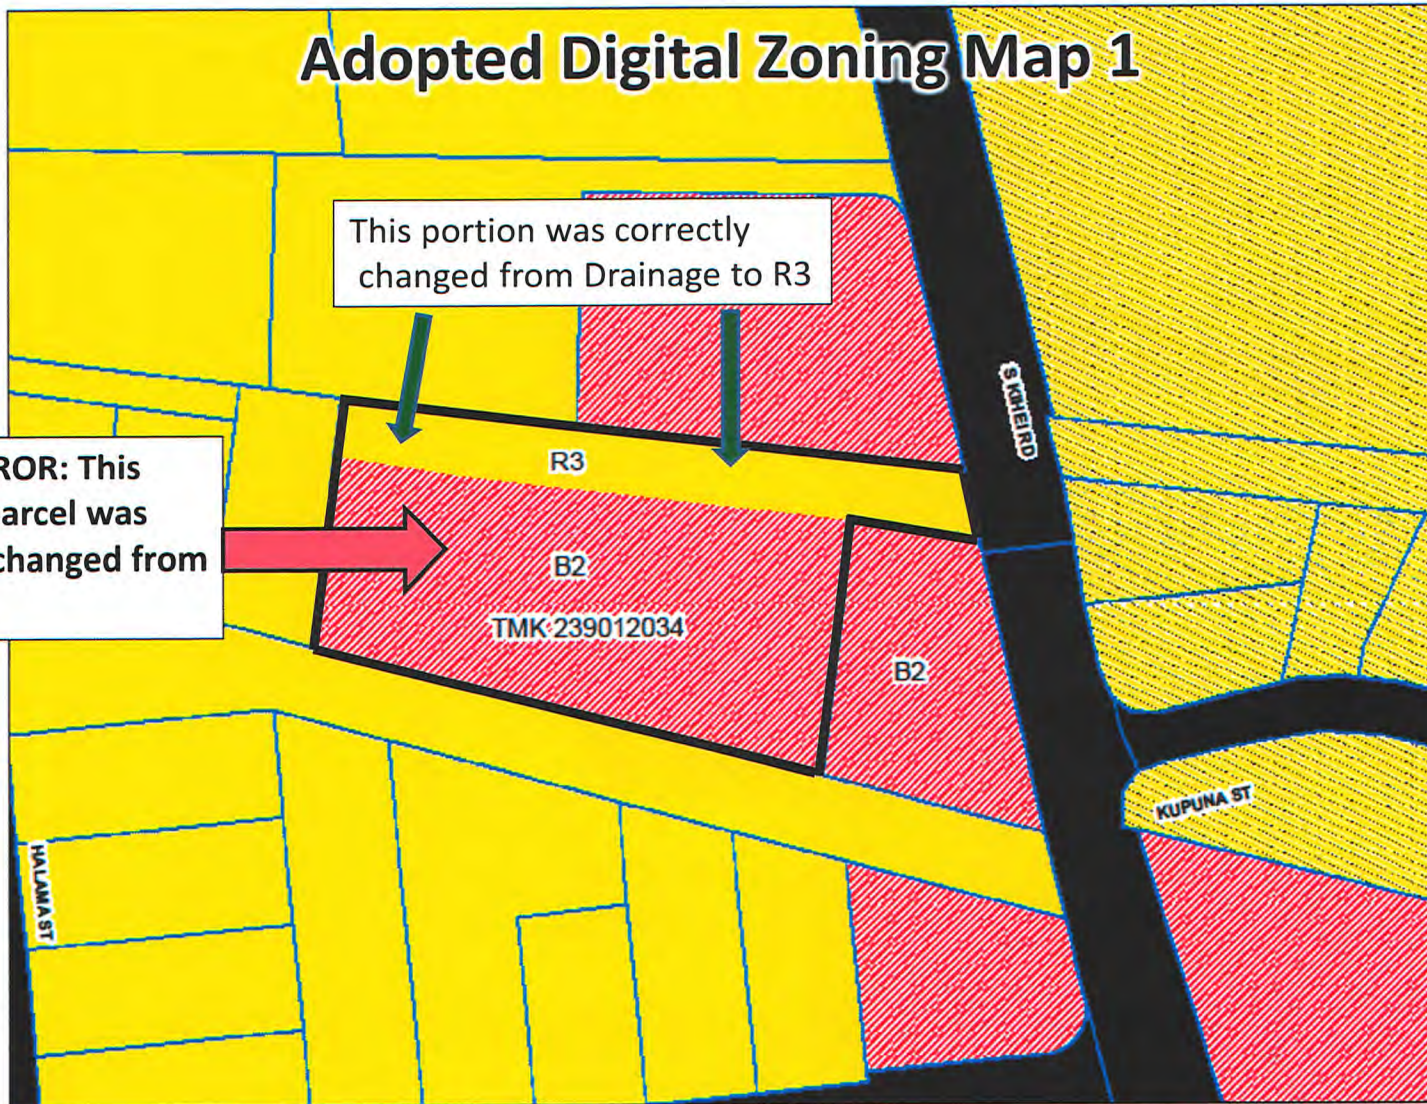 Adopted Digital Zoning Map 1
This portion was correctly
changed from Drainage to R3
S KIHEI RD
ROR: This
arcel was
changed from
R3
B2
TMK 239012034
B2
KUPUNA ST
HALAMA ST